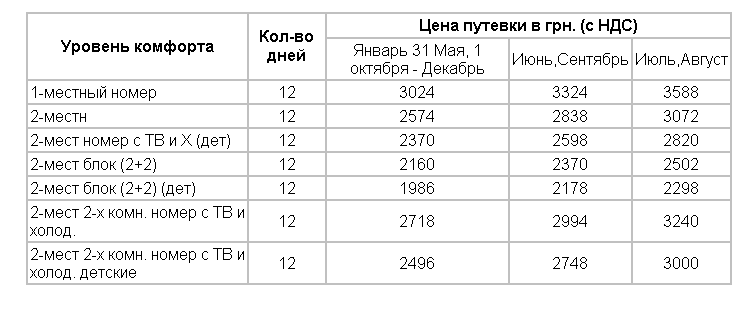 Уровень комфорта Кол-во дней Цена путевки в грн. (с НДС)
Январь 31 Мая, 1 октября - Декабрь Июнь,Сентябрь Июль,Август
1-местный номер 12 3024 3324 3588
2-местн 12 2574 2838 3072
2-мест номер с ТВ и Х (дет) 12 2370 2598 2820
2-мест блок (2+2) 12 2160 2370 2502
2-мест блок (2+2) (дет) 12 1986 2178 2298
2-мест 2-х комн. номер с ТВ и
холод. 12 2718 2994 3240
2-мест 2-х комн. номер с ТВ и
холод. детские 12 2496 2748 3000